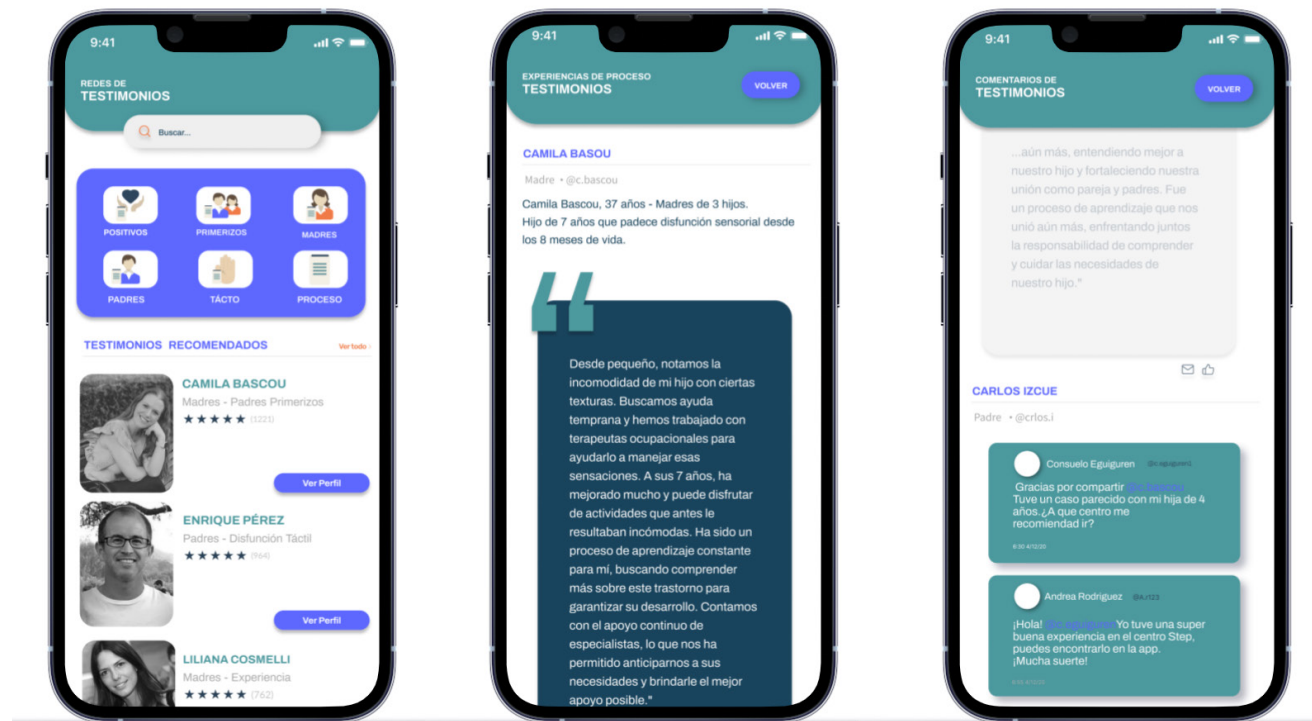 9:41
REDES DE
TESTIMONIOS
Buscar...
POSITIVOS
PRIMERIZOS
MADRES
PADRES
TÁCTO
PROCESO
TESTIMONIOS RECOMENDADOS
Ver todo ›
CAMILA BASCOU
Madres - Padres Primerizos
★★★★★ (1221)
Ver Perfil
ENRIQUE PÉREZ
Padres - Disfunción Táctil
★★★★★ (964)
Ver Perfil
LILIANA COSMELLI
Madres - Experiencia
★★★★★ (762)
9:41
EXPERIENCIAS DE PROCESO
TESTIMONIOS
VOLVER
CAMILA BASOU
Madre • @c.bascou
Camila Bascou, 37 años - Madres de 3 hijos.
Hijo de 7 años que padece disfunción sensorial desde
los 8 meses de vida.
“
Desde pequeño, notamos la
incomodidad de mi hijo con ciertas
texturas. Buscamos ayuda
temprana y hemos trabajado con
terapeutas ocupacionales para
ayudarlo a manejar esas
sensaciones. A sus 7 años, ha
mejorado mucho y puede disfrutar
de actividades que antes le
resultaban incómodas. Ha sido un
proceso de aprendizaje constante
para mí, buscando comprender
más sobre este trastorno para
garantizar su desarrollo. Contamos
con el apoyo continuo de
especialistas, lo que nos ha
permitido anticiparnos a sus
necesidades y brindarle el mejor
apoyo posible."
9:41
COMENTARIOS DE
TESTIMONIOS
VOLVER
...aún más, entendiendo mejor a
nuestro hijo y fortaleciendo nuestra
unión como pareja y padres. Fue
un proceso de aprendizaje que nos
unió aún más, enfrentando juntos
la responsabilidad de comprender
y cuidar las necesidades de
nuestro hijo."
CARLOS IZCUE
Padre • @crlos.i
Consuelo Eguiguren @c.eguiguren
Gracias por compartir @c.bascou
Tuve un caso parecido con mi hija de 4
años.¿A que centro me
recomiendad ir?
6:30 4/12/20
Andrea Rodriguez @A.r123
¡Hola! @c.eguiguren Yo tuve una super
buena experiencia en el centro Step,
puedes encontrarlo en la app.
¡Mucha suerte!